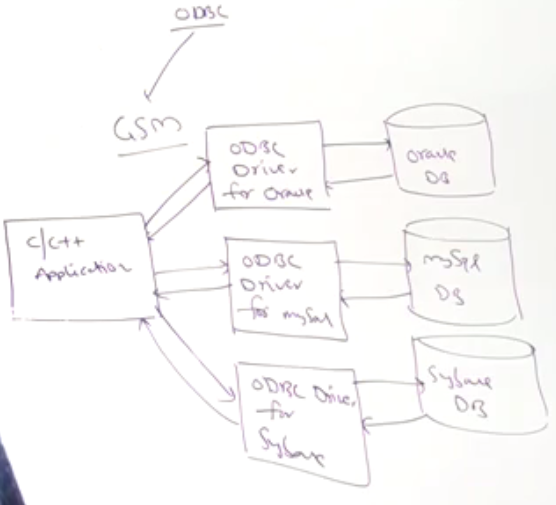 ODBC
GSM
ODBC
Driver
for Oracle
Oracle
DB
C/C++
Application
ODBC
Driver
for mySql
mySql
DB
ODBC Driver
for
Sybase
Sybase
DB